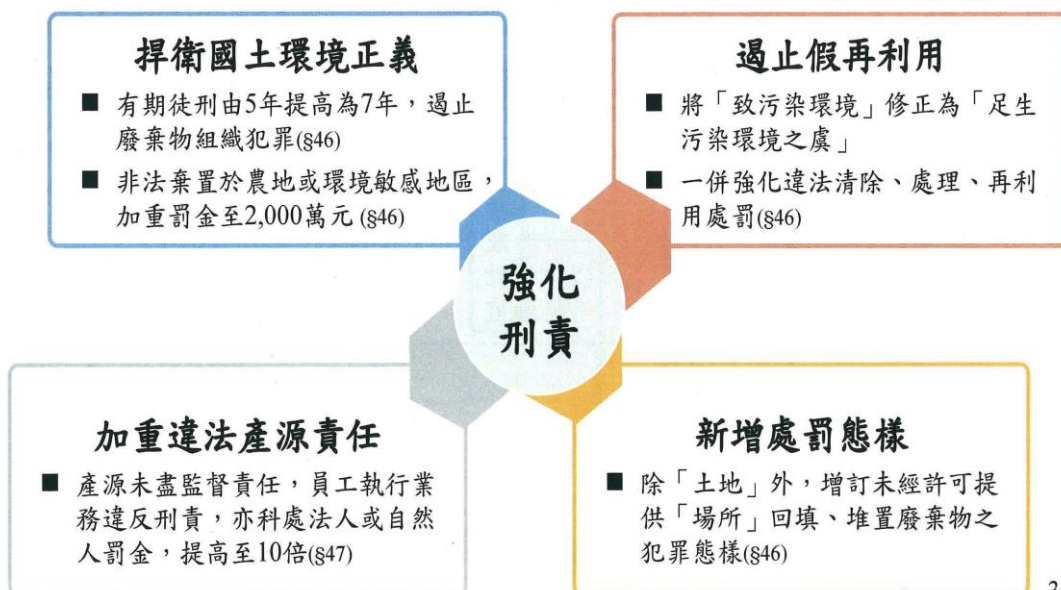 捍衛國土環境正義
■ 有期徒刑由5年提高為7年，遏止
廢棄物組織犯罪(§46)
■ 非法棄置於農地或環境敏感地區，
加重罰金至2,000萬元 (§46)
遏止假再利用
■ 將「致污染環境」修正為「足生
污染環境之虞」
■ 一併強化違法清除、處理、再利
用處罰(§46)
強化
刑責
加重違法產源責任
■ 產源未盡監督責任，員工執行業
務違反刑責，亦科處法人或自然
人罰金，提高至10倍(§47)
新增處罰態樣
■ 除「土地」外，增訂未經許可提
供「場所」回填、堆置廢棄物之
犯罪態樣(§46)